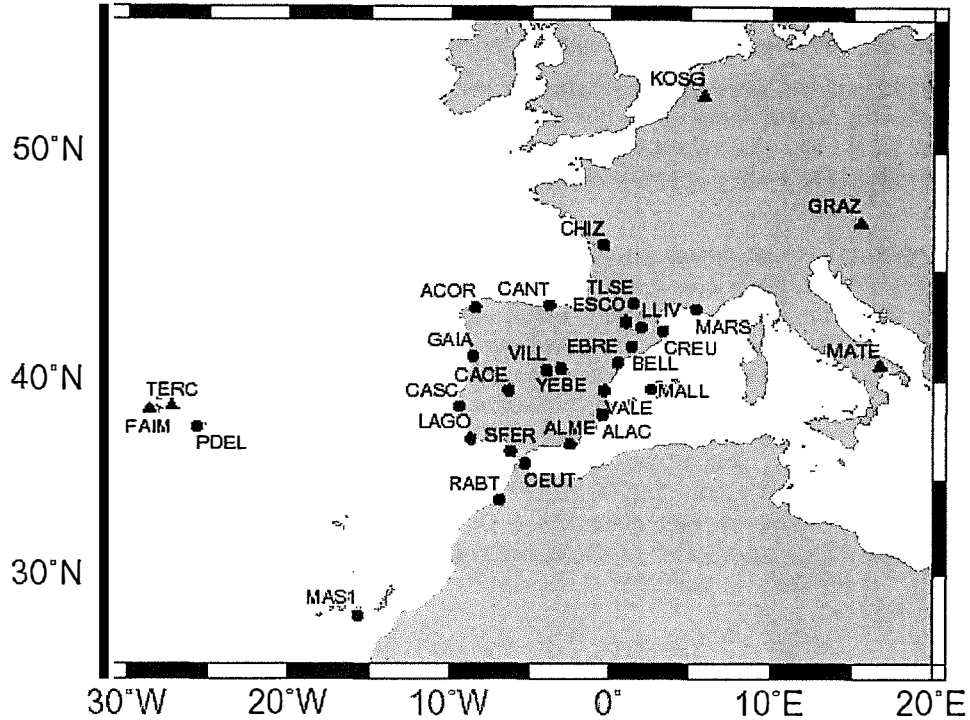 KOSG
50°N
GRAZ
CHIZ
ACOR
CANT
TLSE
ESCO
LLIV
MARS
GAIA
VILL
EBRE
CREU
BELL
MATE
40°N
TERC
CACE
YEBE
CASC
MALL
VALE
FAIM
LAGO
SFER
ALME
ALAC
PDEL
CEUT
RABT
30°N
MAS1
30°W
20°W
10°W
0°
10°E
20°E